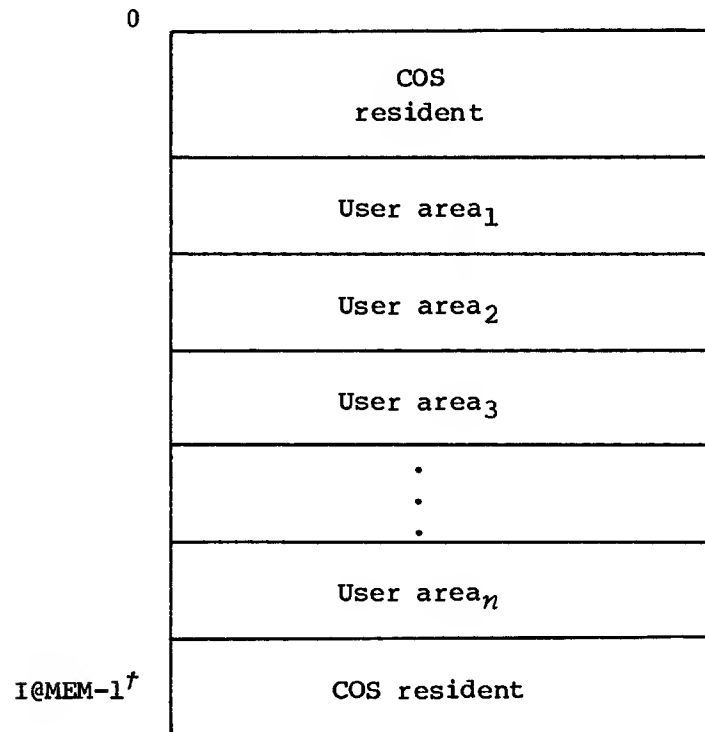 0
COS
resident
User area₁
User area₂
User area₃
.
.
.
User areaₙ
I@MEM-1† COS resident